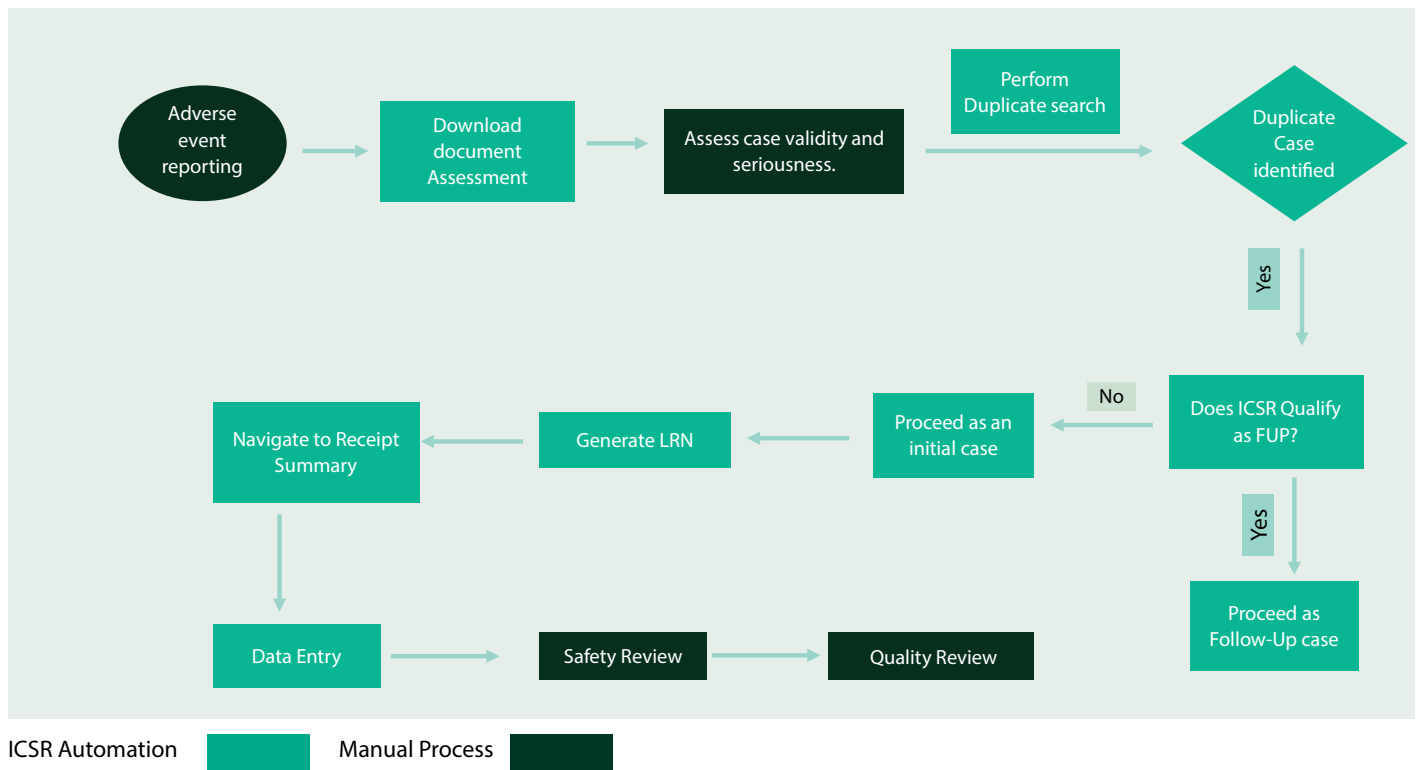 Adverse
event
reporting
Download
document
Assessment
Assess case validity and
seriousness.
Perform
Duplicate search
Duplicate
Case
identified
Yes
Does ICSR Qualify
as FUP?
No
Proceed as an
initial case
Generate LRN
Navigate to Receipt
Summary
Yes
Proceed as
Follow-Up case
Data Entry
Safety Review
Quality Review
ICSR Automation
Manual Process